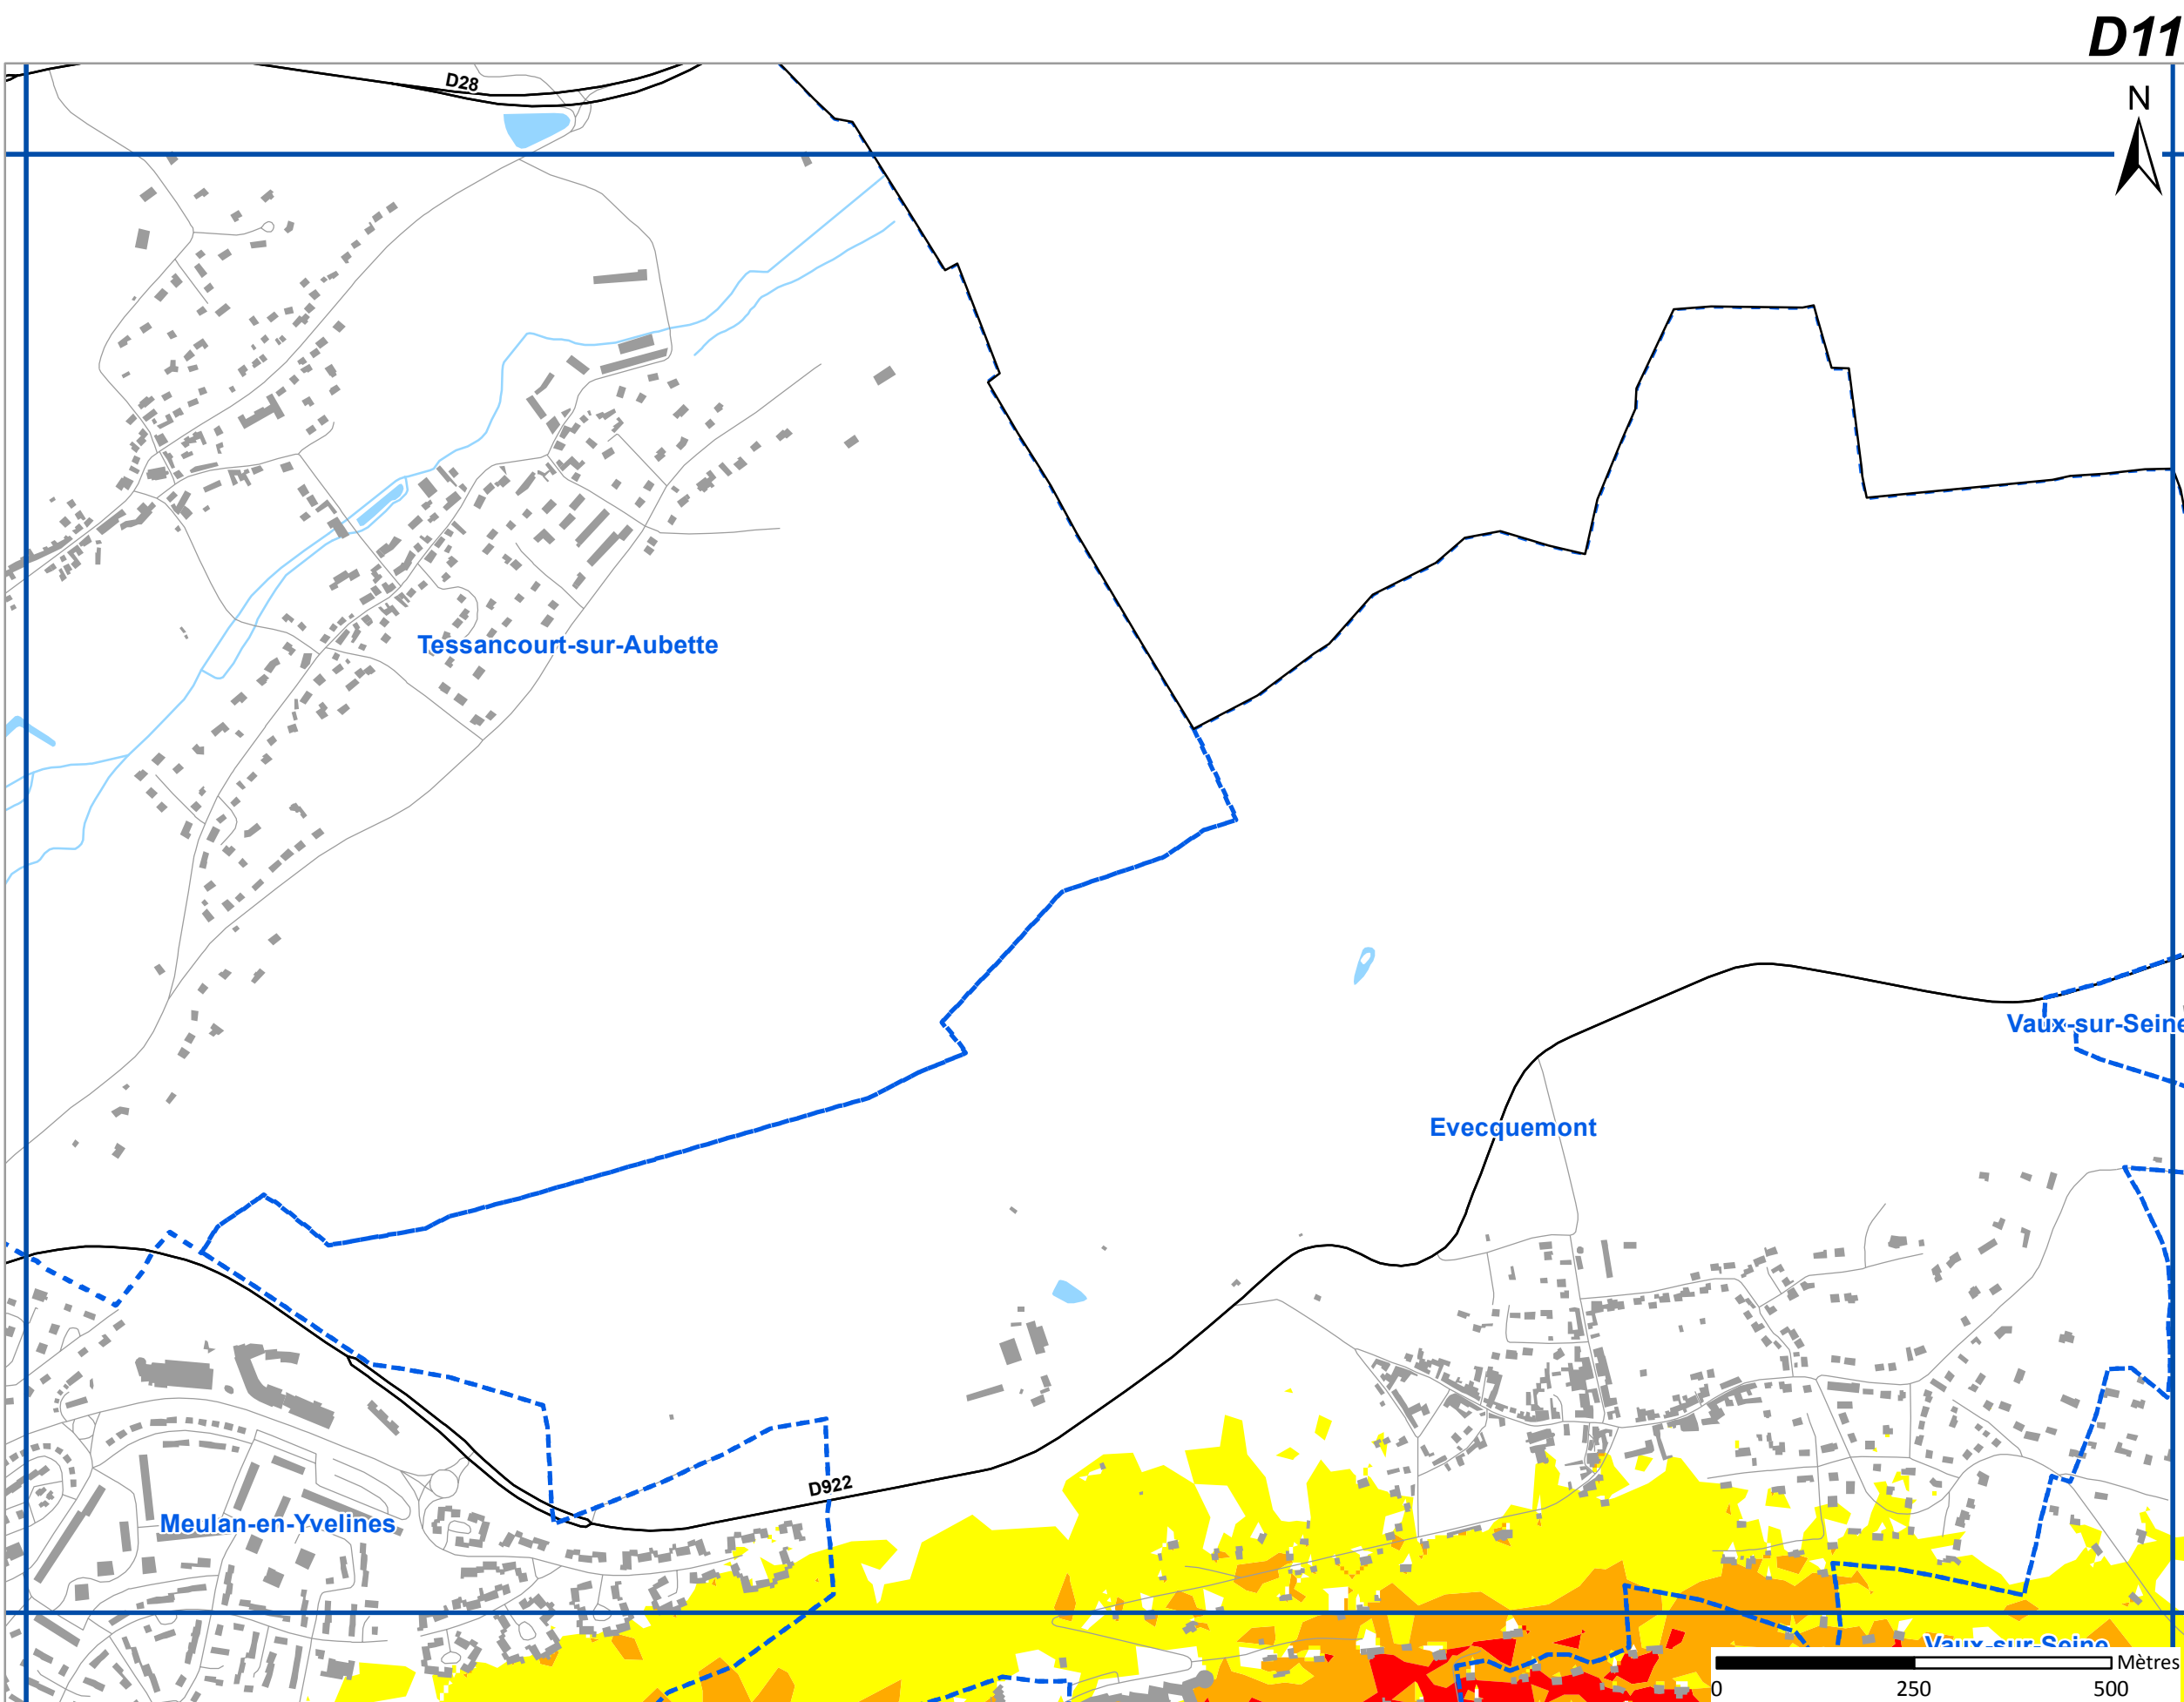 D11
N
D28
Tessancourt-sur-Aubette
Vaux-sur-Seine
Evecquemont
D922
Meulan-en-Yvelines
Vaux-sur-Seine
Mètres
0 250 500